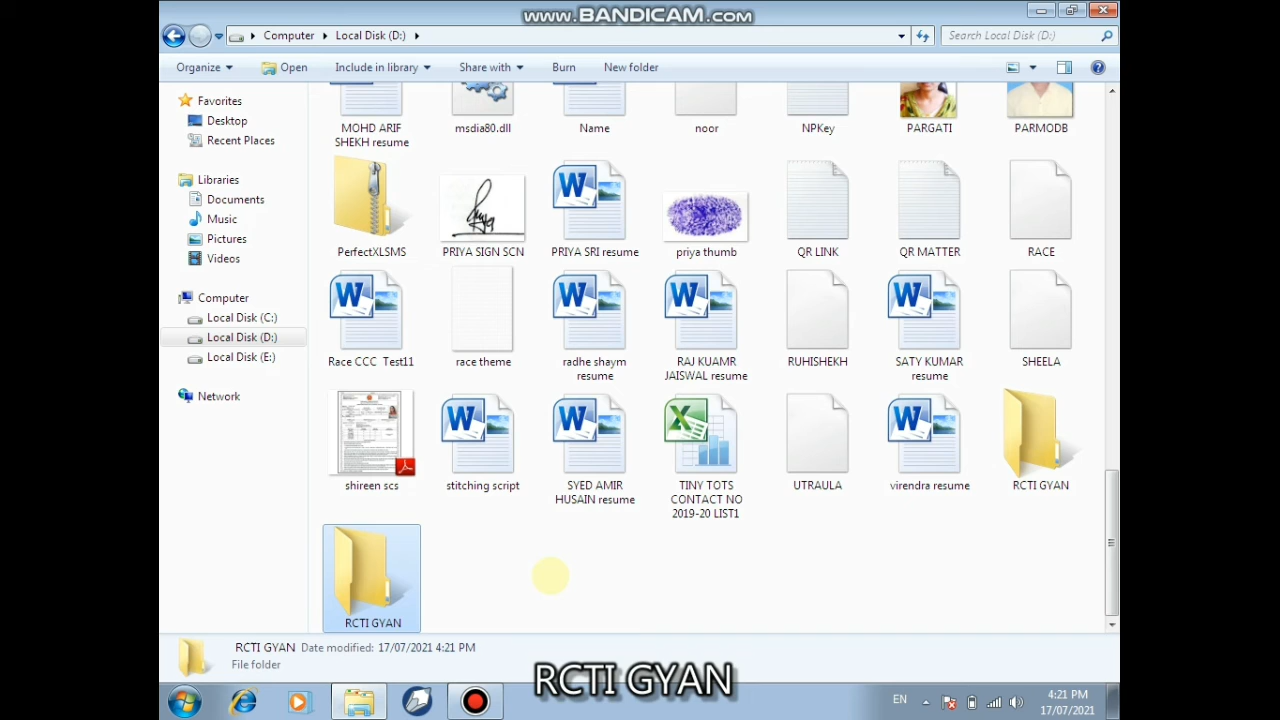 www.BANDICAM.com
Computer Local Disk (D:)
Search Local Disk (D:)
Organize Open Include in library Share with Burn New folder
Favorites
Desktop
Recent Places
Libraries
Documents
Music
Pictures
Videos
Computer
Local Disk (C:)
Local Disk (D:)
Local Disk (E:)
Network
MOHD ARIF
SHEKH resume
msdia80.dll
Name
noor
NPKey
PARGATI
PARMODB
PerfectXLSMS
PRIYA SIGN SCN
PRIYA SRI resume
priya thumb
QR LINK
QR MATTER
RACE
Race CCC Test11
race theme
radhe shaym
resume
RAJ KUAMR
JAISWAL resume
RUHISHEKH
SATY KUMAR
resume
SHEELA
shireen scs
stitching script
SYED AMIR
HUSAIN resume
TINY TOTS
CONTACT NO
2019-20 LIST1
UTRAULA
virendra resume
RCTI GYAN
RCTI GYAN
RCTI GYAN Date modified: 17/07/2021 4:21 PM
File folder
RCTI GYAN
EN
4:21 PM
17/07/2021